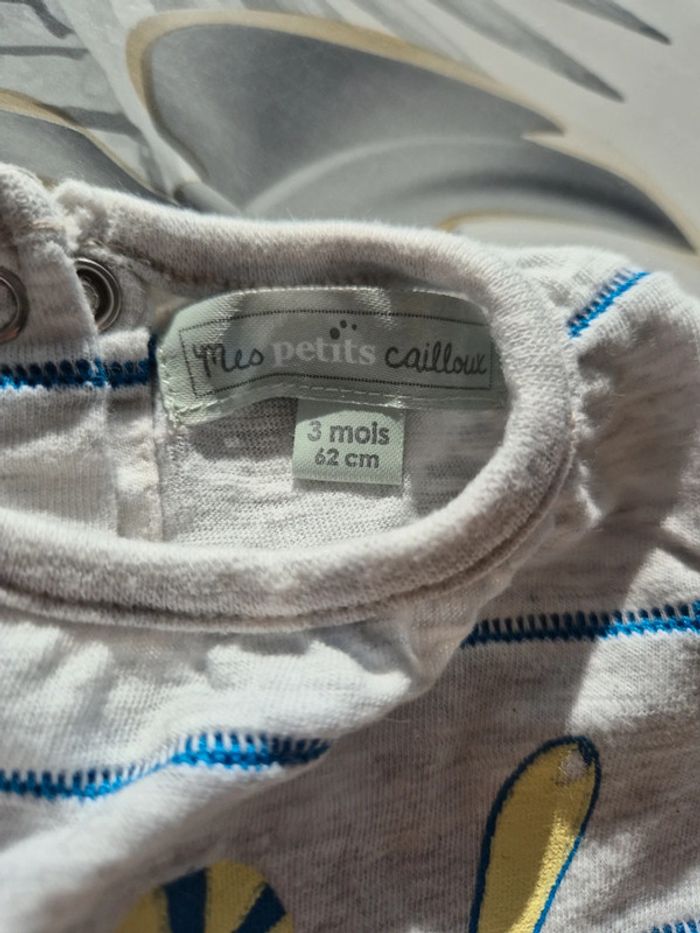 Mes petits cailloux
3 mois
62 cm